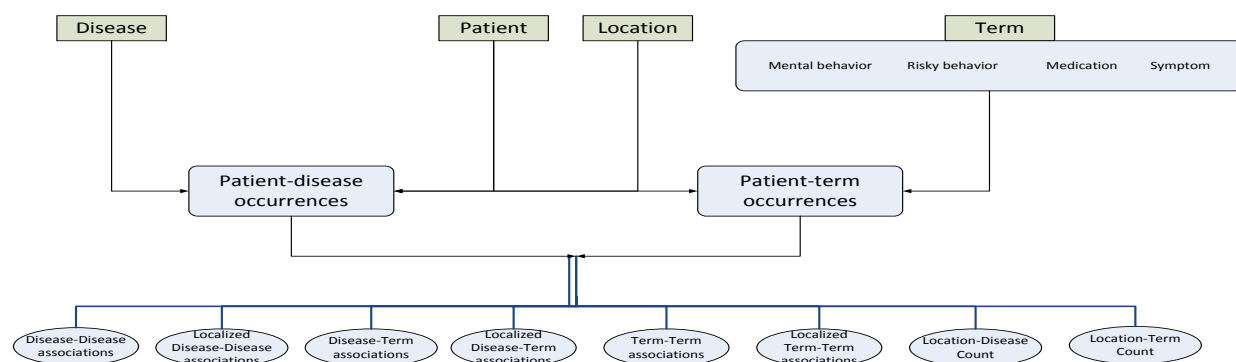 Disease
Patient
Location
Term
Mental behavior
Risky behavior
Medication
Symptom
Patient-disease
occurrences
Patient-term
occurrences
Disease-Disease
associations
Localized
Disease-Disease
associations
Disease-Term
associations
Localized
Disease-Term
associations
Term-Term
associations
Localized
Term-Term
associations
Location-Disease
Count
Location-Term
Count